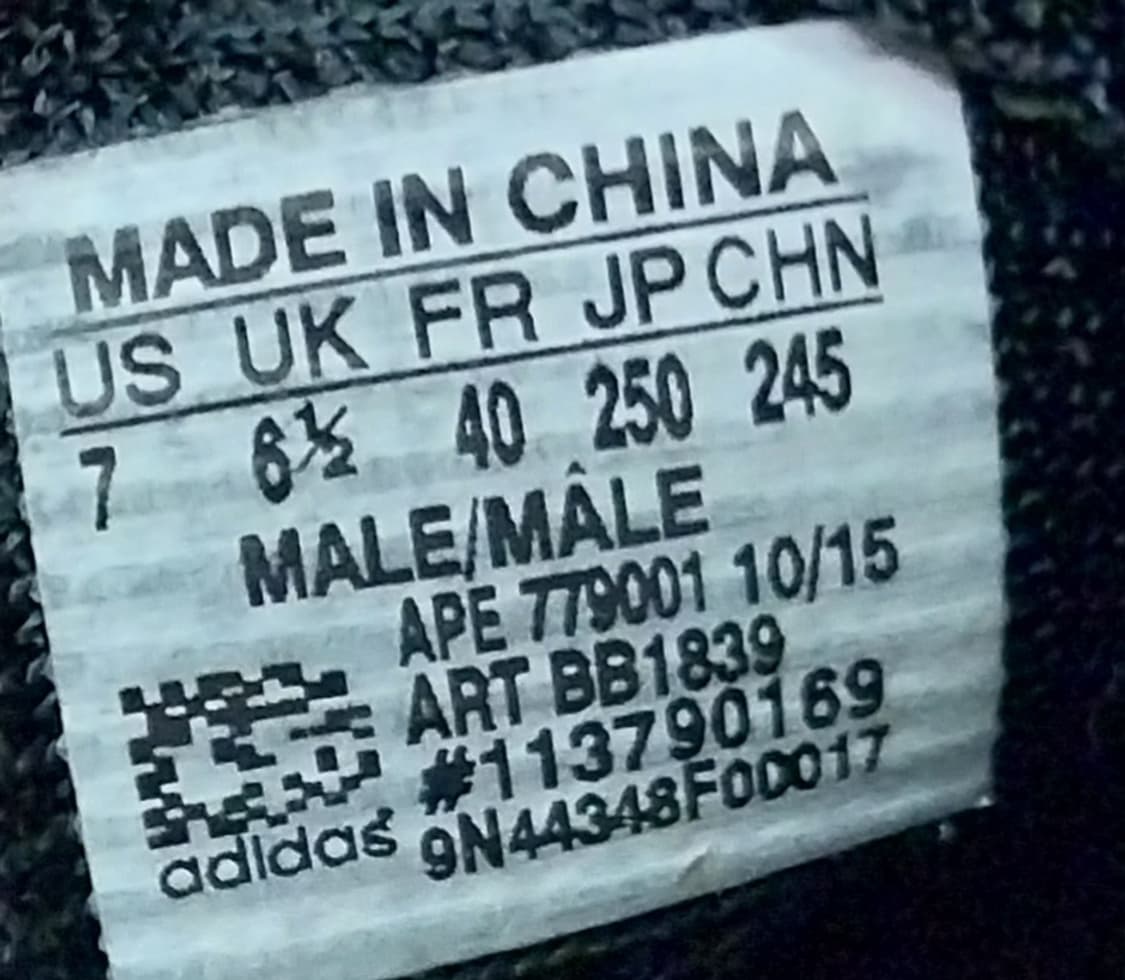 MADE IN CHINA
US UK FR JP CHN
7 6½ 40 250 245
MALE/MÂLE
APE 779001 10/15
ART BB1839
#113790169
adidas 9N44348F00017